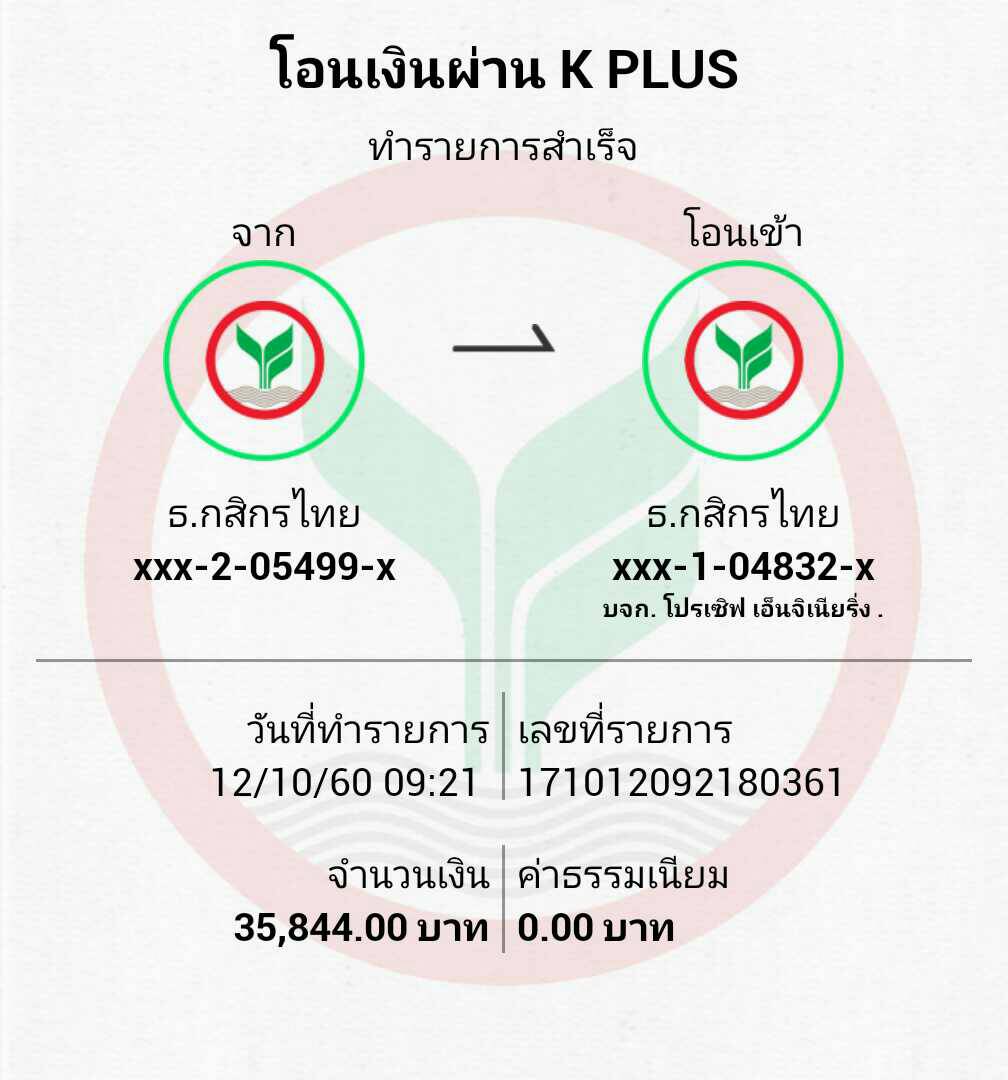 โอนเงินผ่าน K PLUS
ทำรายการสำเร็จ
จาก
โอนเข้า
ธ.กสิกรไทย
xxx-2-05499-x
ธ.กสิกรไทย
xxx-1-04832-x
บจก. โปรเซิฟ เอ็นจิเนียริ่ง .
วันที่ทำรายการ
12/10/60 09:21
เลขที่รายการ
171012092180361
จำนวนเงิน
35,844.00 บาท
ค่าธรรมเนียม
0.00 บาท